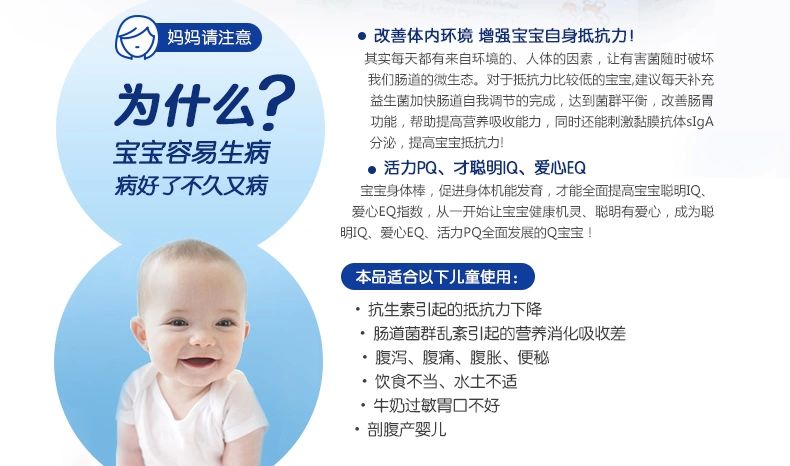 妈妈请注意
为什么?
宝宝容易生病
病好了不久又病
• 改善体内环境 增强宝宝自身抵抗力！
其实每天都有来自环境的、人体的因素，让有害菌随时破坏
我们肠道的微生态。对于抵抗力比较低的宝宝,建议每天补充
益生菌加快肠道自我调节的完成，达到菌群平衡，改善肠胃
功能，帮助提高营养吸收能力，同时还能刺激黏膜抗体sIgA
分泌，提高宝宝抵抗力!
• 活力PQ、才聪明IQ、爱心EQ
宝宝身体棒，促进身体机能发育，才能全面提高宝宝聪明IQ、
爱心EQ指数，从一开始让宝宝健康机灵、聪明有爱心，成为聪
明IQ、爱心EQ、活力PQ全面发展的Q宝宝！
本品适合以下儿童使用：
• 抗生素引起的抵抗力下降
• 肠道菌群乱紊引起的营养消化吸收差
• 腹泻、腹痛、腹胀、便秘
• 饮食不当、水土不适
• 牛奶过敏胃口不好
• 剖腹产婴儿